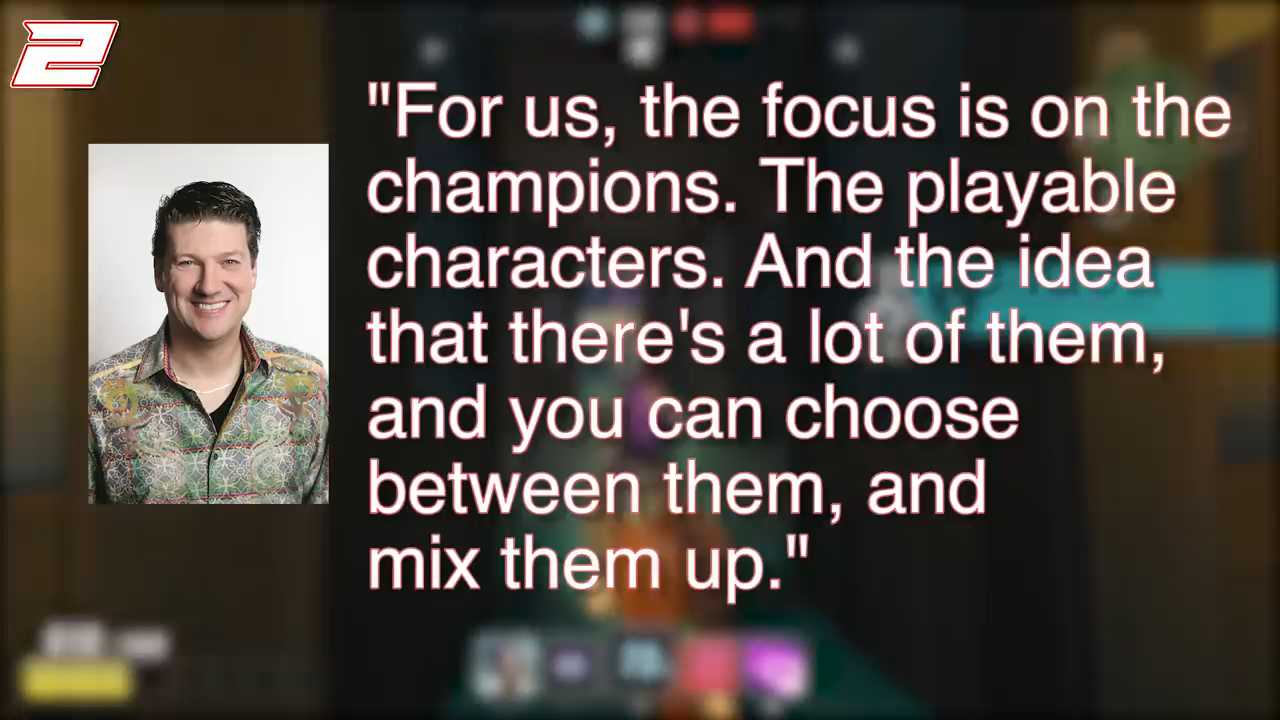 2
"For us, the focus is on the
champions. The playable
characters. And the idea
that there's a lot of them,
and you can choose
between them, and
mix them up."